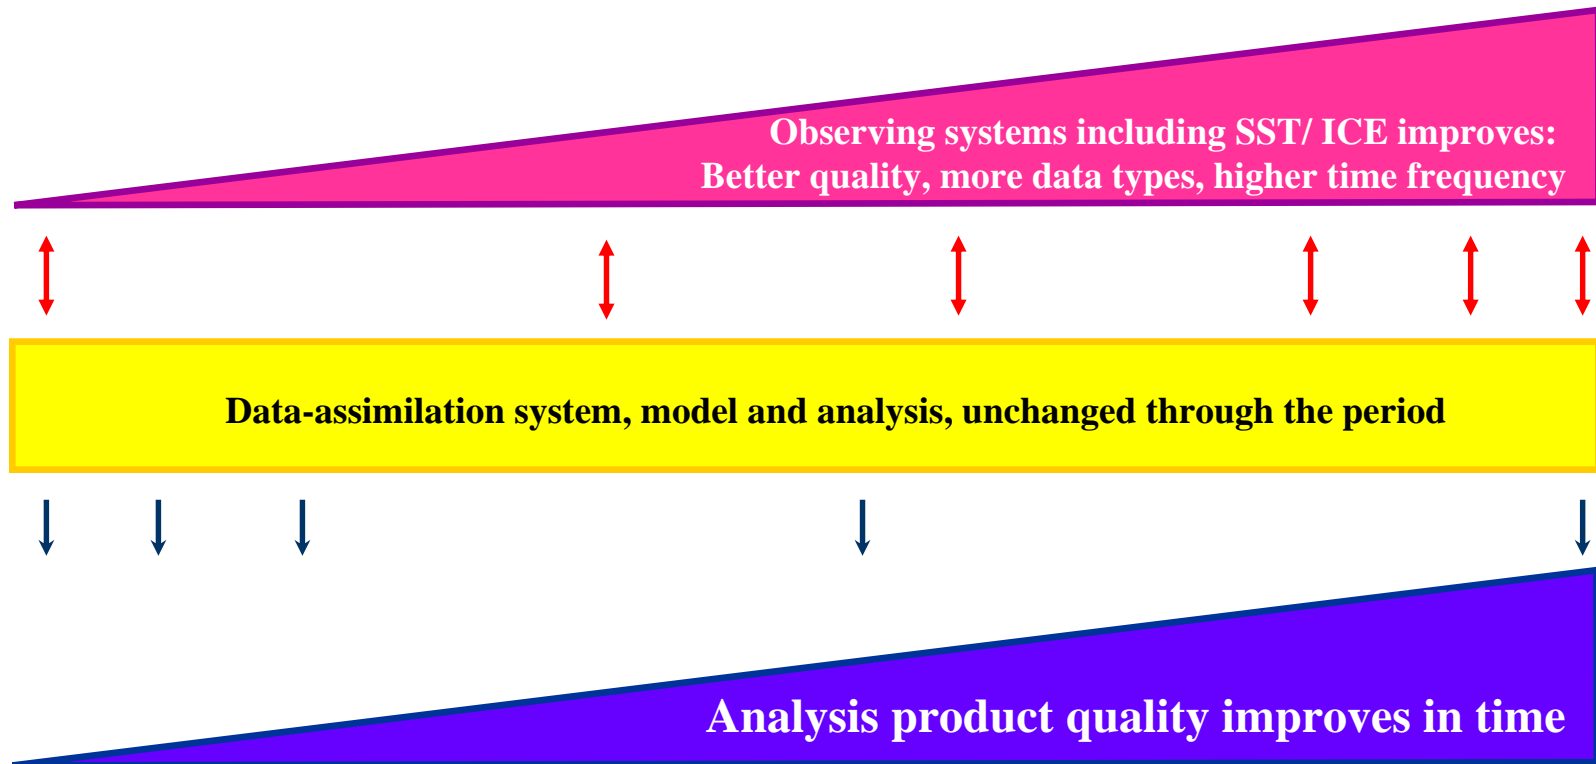 Observing systems including SST/ ICE improves:
Better quality, more data types, higher time frequency
Data-assimilation system, model and analysis, unchanged through the period
Analysis product quality improves in time